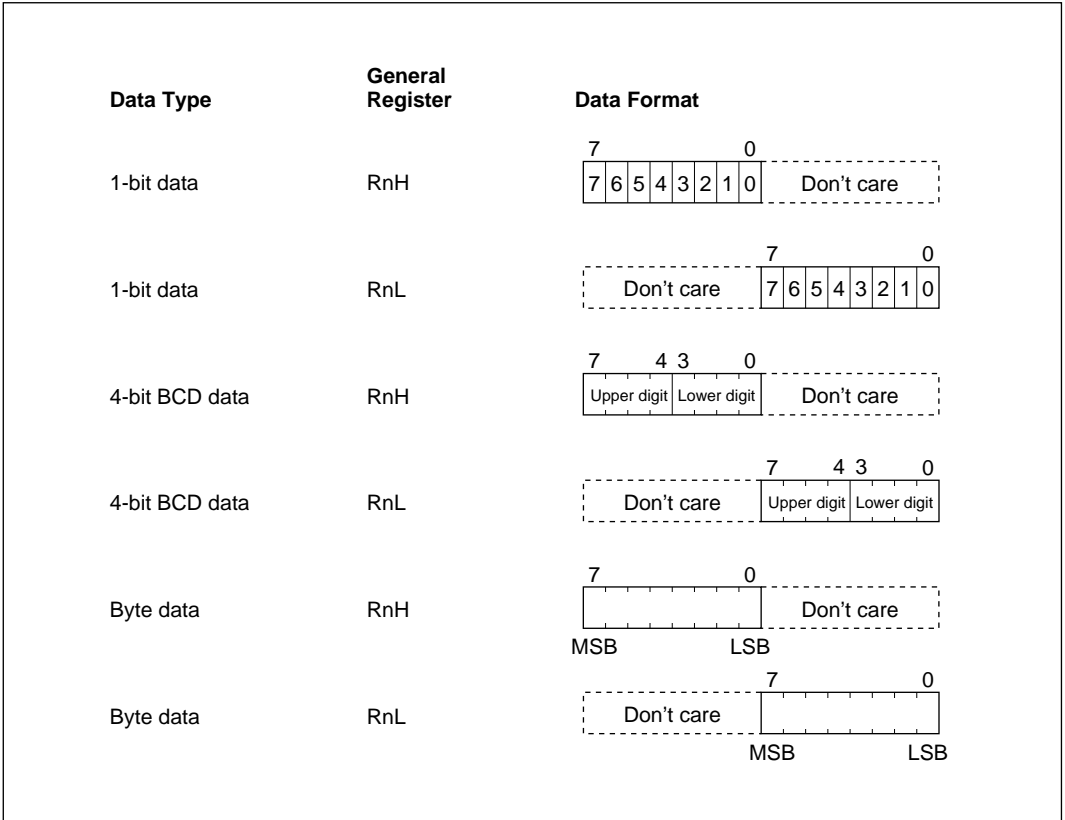 General
Data Type Register Data Format
7 0
1-bit data RnH 7 6 5 4 3 2 1 0 Don't care
7 0
1-bit data RnL Don't care 7 6 5 4 3 2 1 0
7 4 3 0
4-bit BCD data RnH Upper digit Lower digit Don't care
7 4 3 0
4-bit BCD data RnL Don't care Upper digit Lower digit
7 0
Byte data RnH Don't care
MSB LSB
7 0
Byte data RnL Don't care
MSB LSB